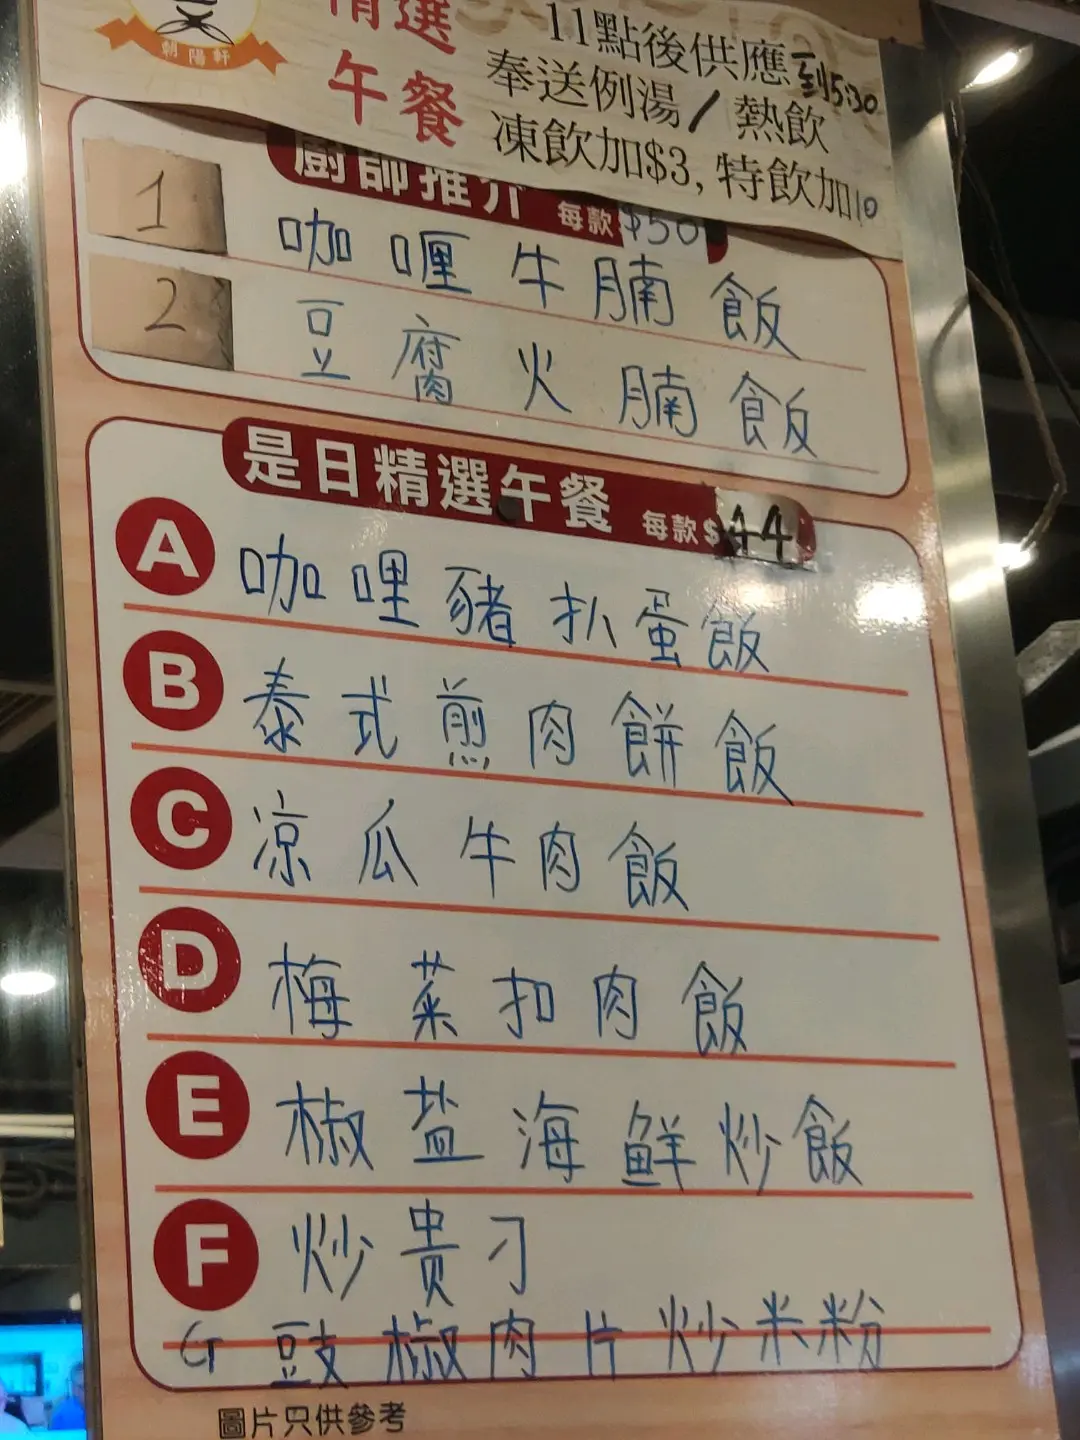 朝陽軒
精選
午餐
11點後供應到5:30
奉送例湯/熱飲
凍飲加$3,特飲加10
廚師推介 每款$50
1 咖喱牛腩飯
2 豆腐火腩飯
是日精選午餐 每款$44
A 咖哩豬扒蛋飯
B 泰式煎肉餅飯
C 凉瓜牛肉飯
D 梅菜扣肉飯
E 椒盐海鮮炒飯
F 炒贵刁
G 豉椒肉片炒米粉
圖片只供參考